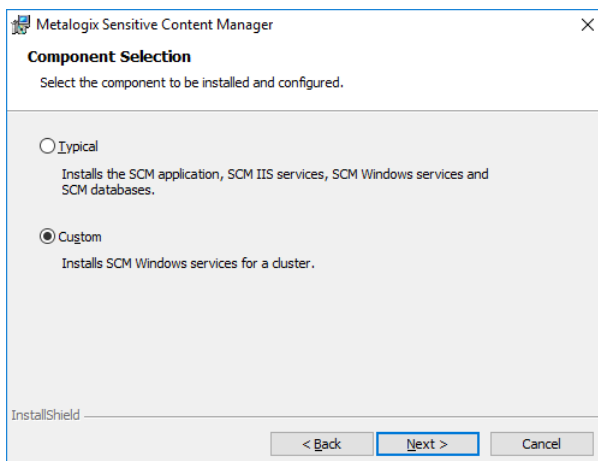 Metalogix Sensitive Content Manager
Component Selection
Select the component to be installed and configured.
Typical
Installs the SCM application, SCM IIS services, SCM Windows services and
SCM databases.
Custom
Installs SCM Windows services for a cluster.
InstallShield
< Back Next > Cancel